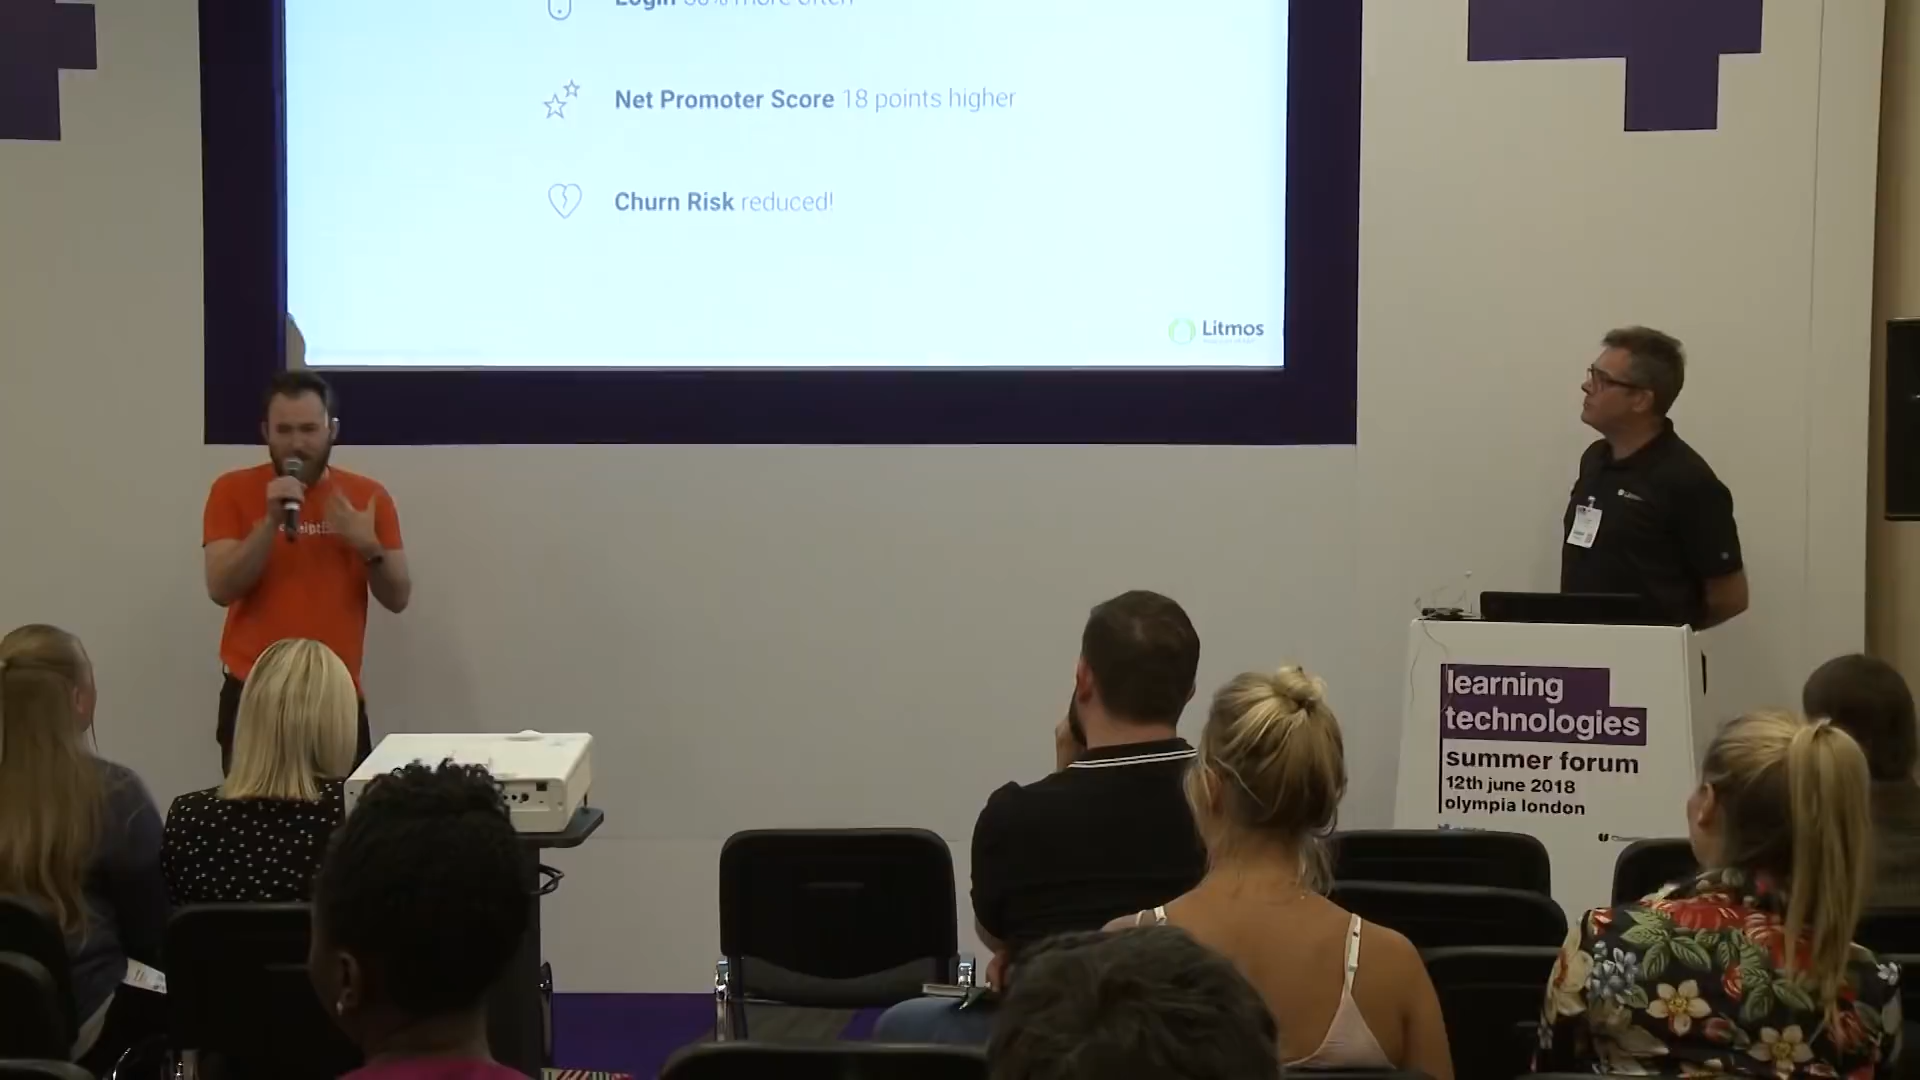 Login
Net Promoter Score 18 points higher
Churn Risk reduced!
Litmos
learning
technologies
summer forum
12th june 2018
olympia london